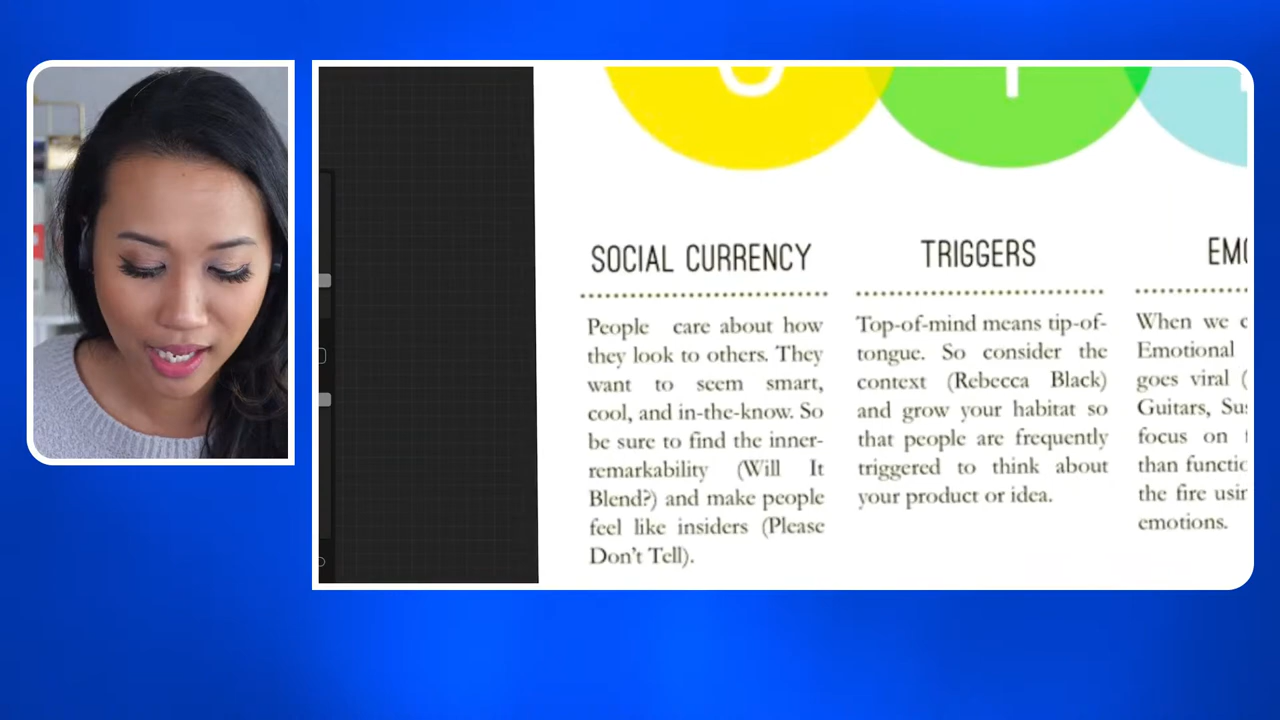 S T
SOCIAL CURRENCY
People care about how
they look to others. They
want to seem smart,
cool, and in-the-know. So
be sure to find the inner-
remarkability (Will It
Blend?) and make people
feel like insiders (Please
Don't Tell).
TRIGGERS
Top-of-mind means tip-of-
tongue. So consider the
context (Rebecca Black)
and grow your habitat so
that people are frequently
triggered to think about
your product or idea.
When we
Emotional
goes viral
Guitars,
focus on
than
the fire
emotions.